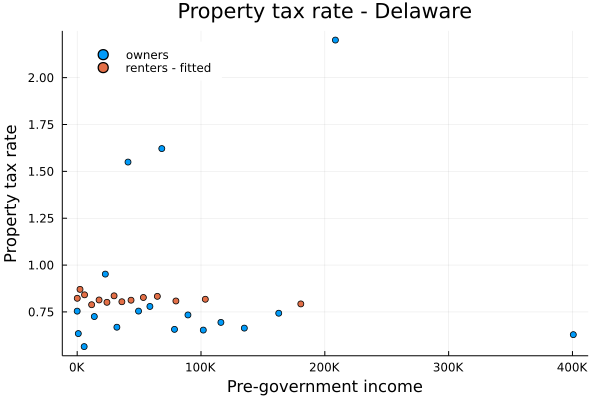 Property tax rate - Delaware
owners
renters - fitted
Property tax rate
2.00
1.75
1.50
1.25
1.00
0.75
0K
100K
200K
300K
400K
Pre-government income